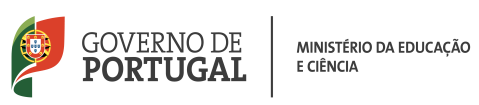 GOVERNO DE
PORTUGAL
MINISTÉRIO DA EDUCAÇÃO
E CIÊNCIA